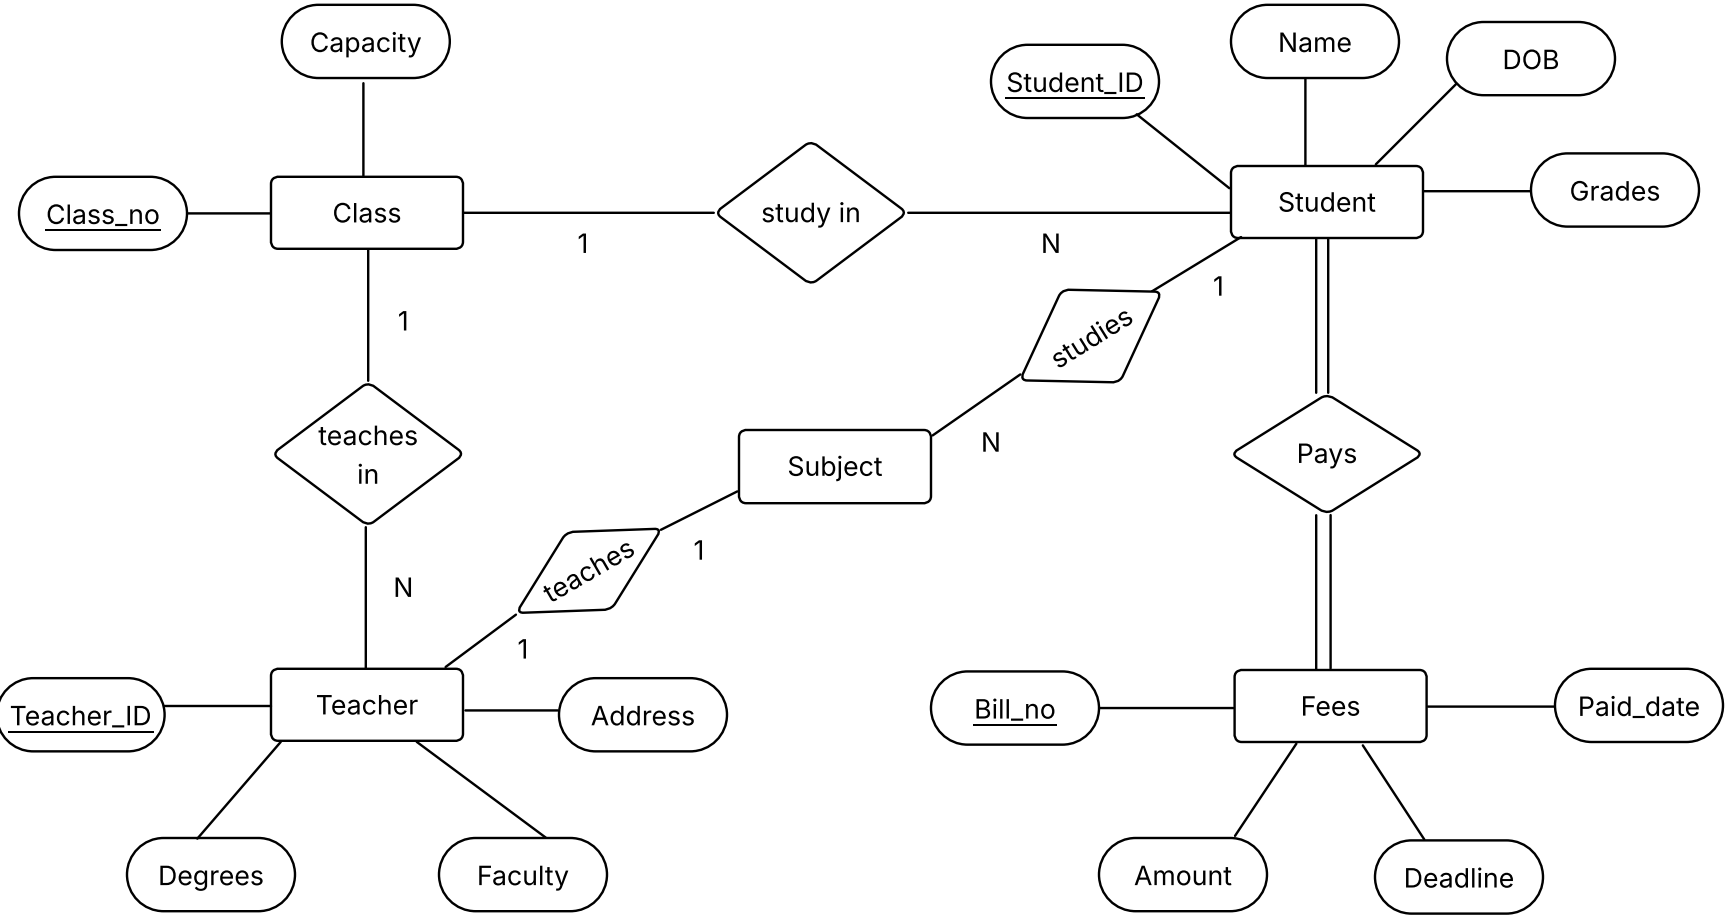 Capacity
Name
DOB
Student_ID
Grades
Student
Class_no
Class
study in
1
N
1
1
studies
teaches
in
N
Subject
Pays
1
teaches
N
1
Teacher_ID
Teacher
Address
Bill_no
Fees
Paid_date
Degrees
Faculty
Amount
Deadline